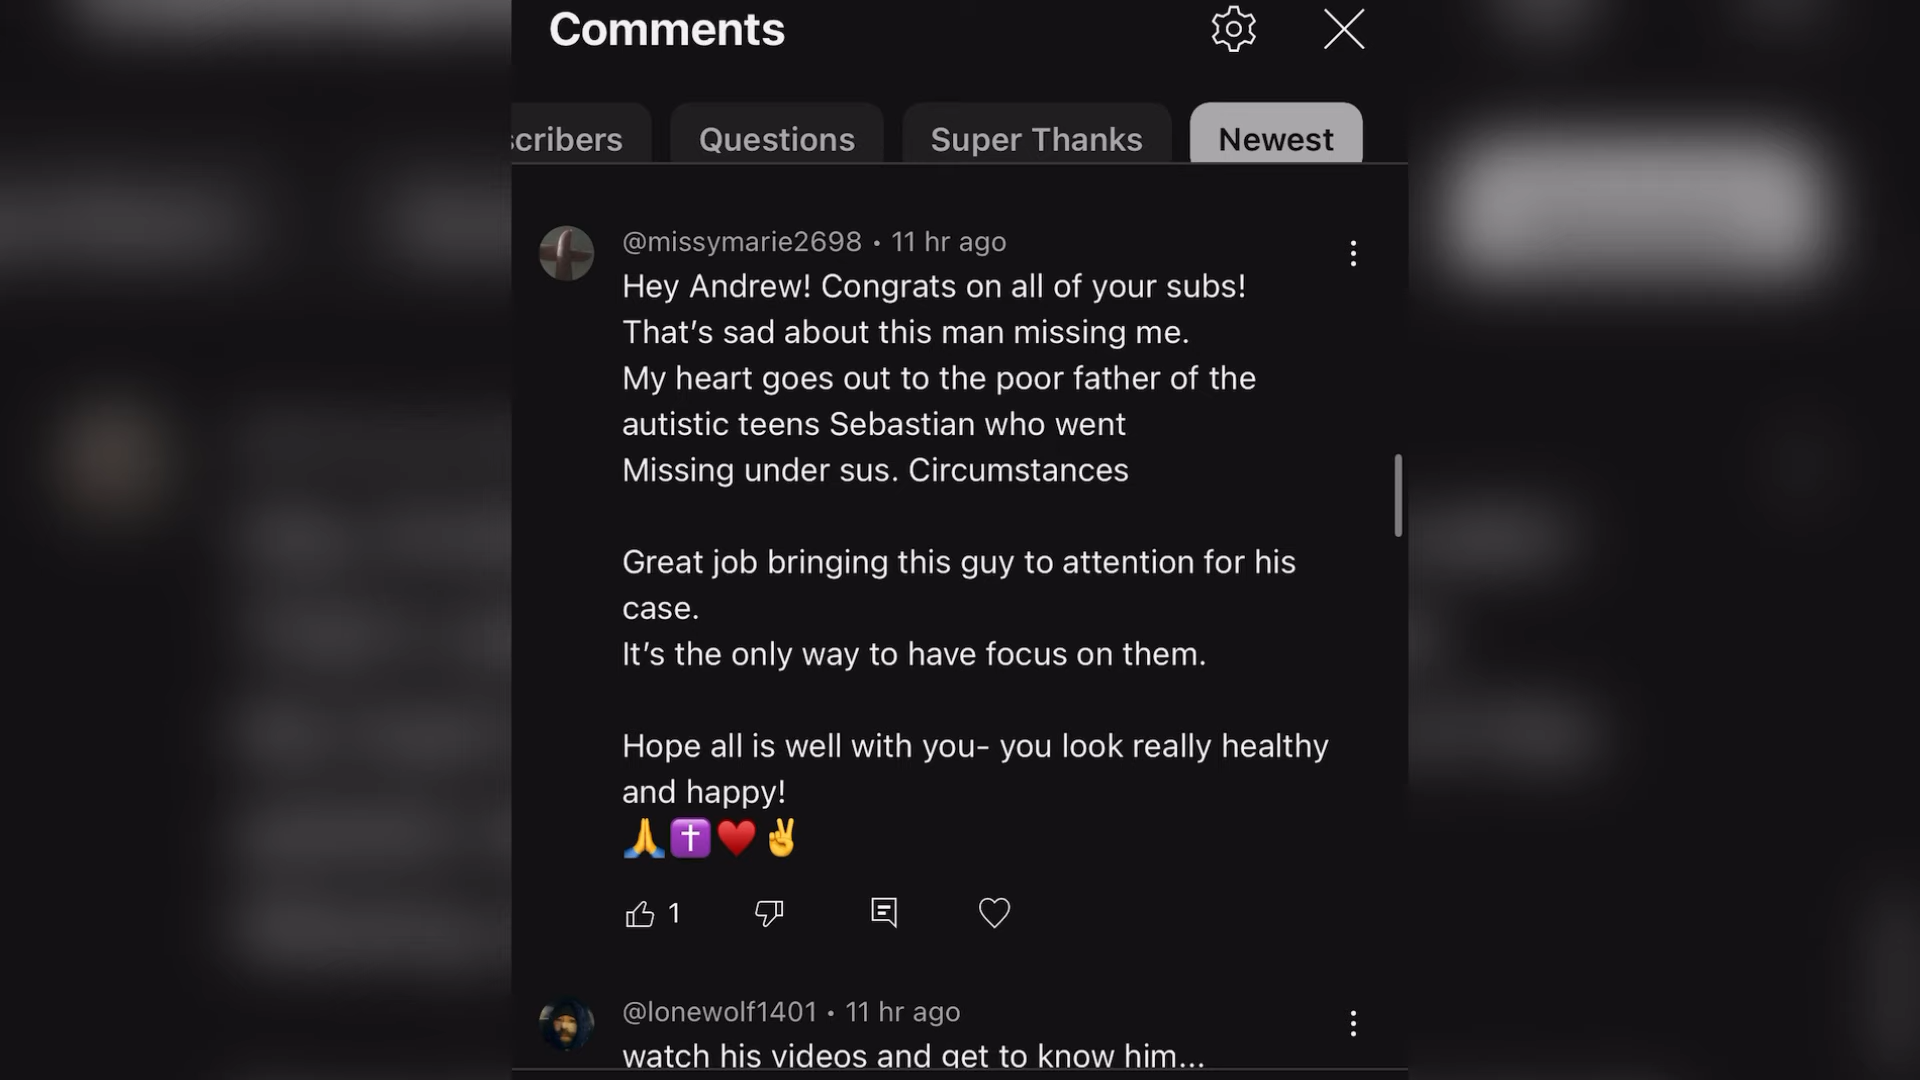 Comments
scribers
Questions
Super Thanks
Newest
@missymarie2698 • 11 hr ago
Hey Andrew! Congrats on all of your subs!
That’s sad about this man missing me.
My heart goes out to the poor father of the
autistic teens Sebastian who went
Missing under sus. Circumstances
Great job bringing this guy to attention for his
case.
It’s the only way to have focus on them.
Hope all is well with you- you look really healthy
and happy!
🙏✝️❤️✌️
1
@lonewolf1401 • 11 hr ago
watch his videos and get to know him...